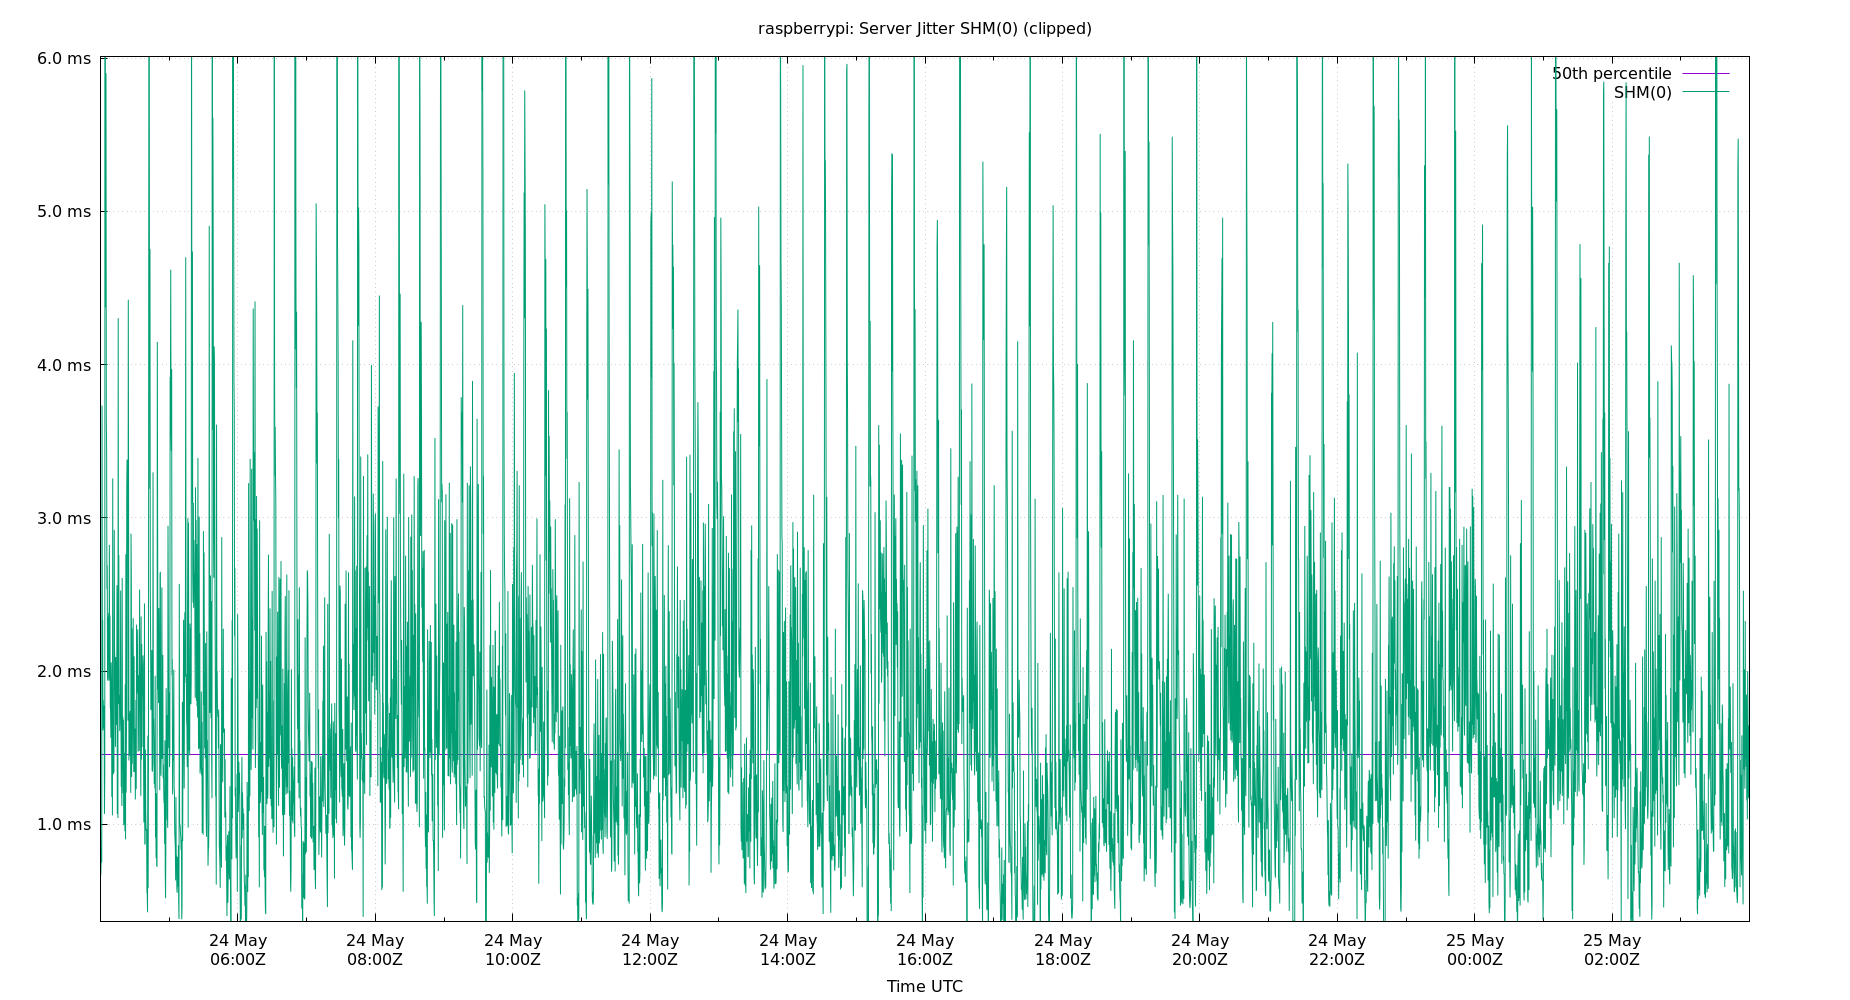 raspberrypi: Server Jitter SHM(0) (clipped)
6.0 ms
50th percentile
SHM(0)
5.0 ms
4.0 ms
3.0 ms
2.0 ms
1.0 ms
24 May 24 May 24 May 24 May 24 May 24 May 24 May 24 May 24 May 25 May 25 May
06:00Z 08:00Z 10:00Z 12:00Z 14:00Z 16:00Z 18:00Z 20:00Z 22:00Z 00:00Z 02:00Z
Time UTC